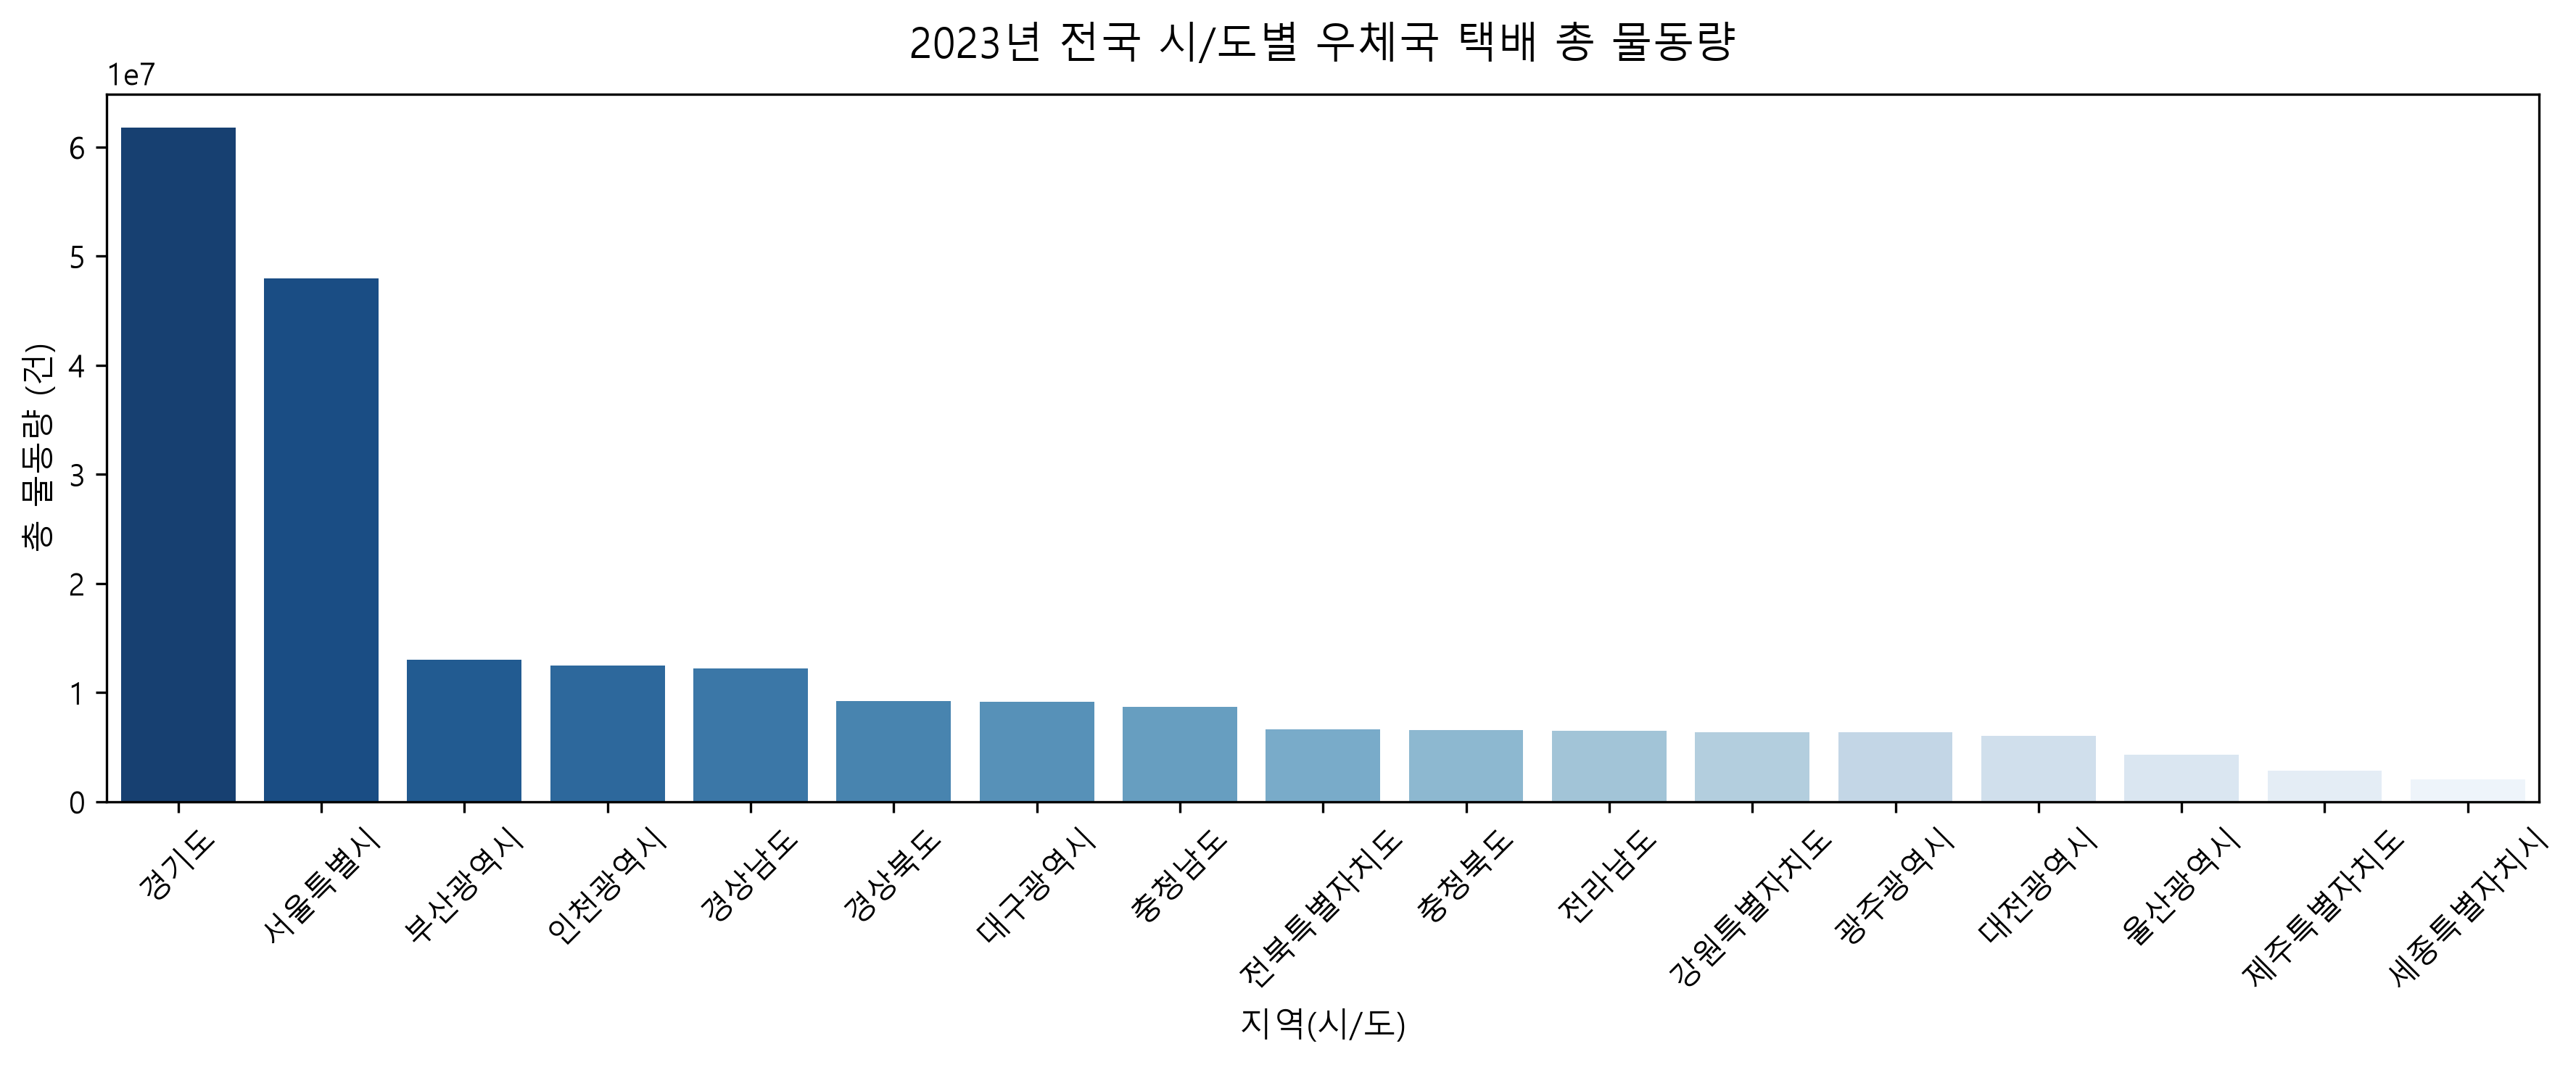 2023년 전국 시/도별 우체국 택배 총 물동량
1e7
6
5
4
3
2
1
0
총 물동량 (건)
경기도
서울특별시
부산광역시
인천광역시
경상남도
경상북도
대구광역시
충청남도
전북특별자치도
충청북도
전라남도
강원특별자치도
광주광역시
대전광역시
울산광역시
제주특별자치도
세종특별자치시
지역(시/도)